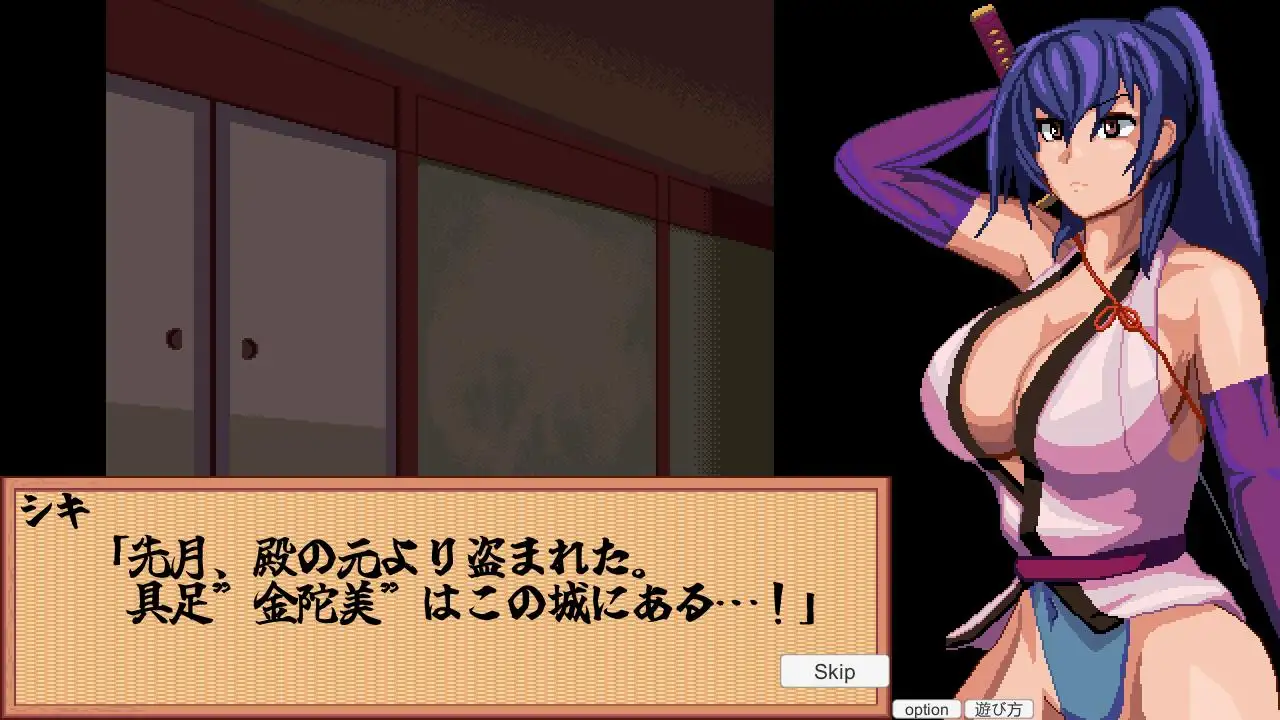 シキ
「先月、殿の元より盗まれた。
具足”金陀美”はこの城にある…！」
Skip
option
遊び方